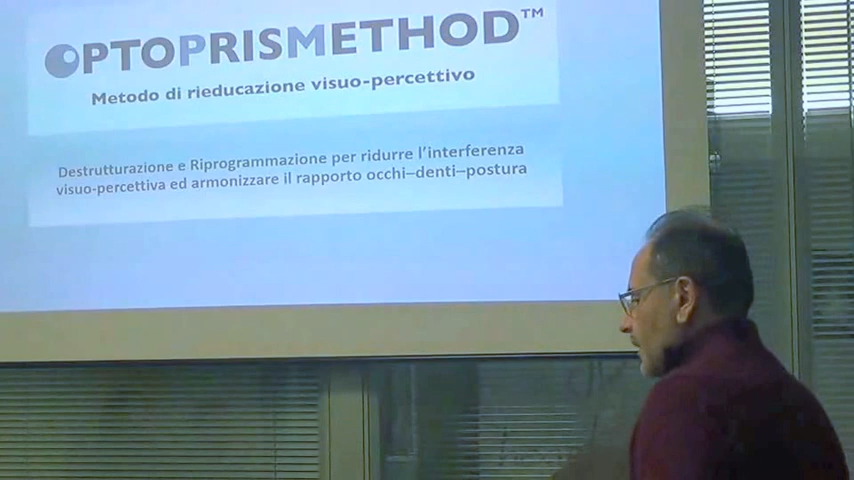 OPTOPRISMETHOD™
Metodo di rieducazione visuo-percettivo
Destrutturazione e Riprogrammazione per ridurre l'interferenza
visuo-percettiva ed armonizzare il rapporto occhi–denti–postura